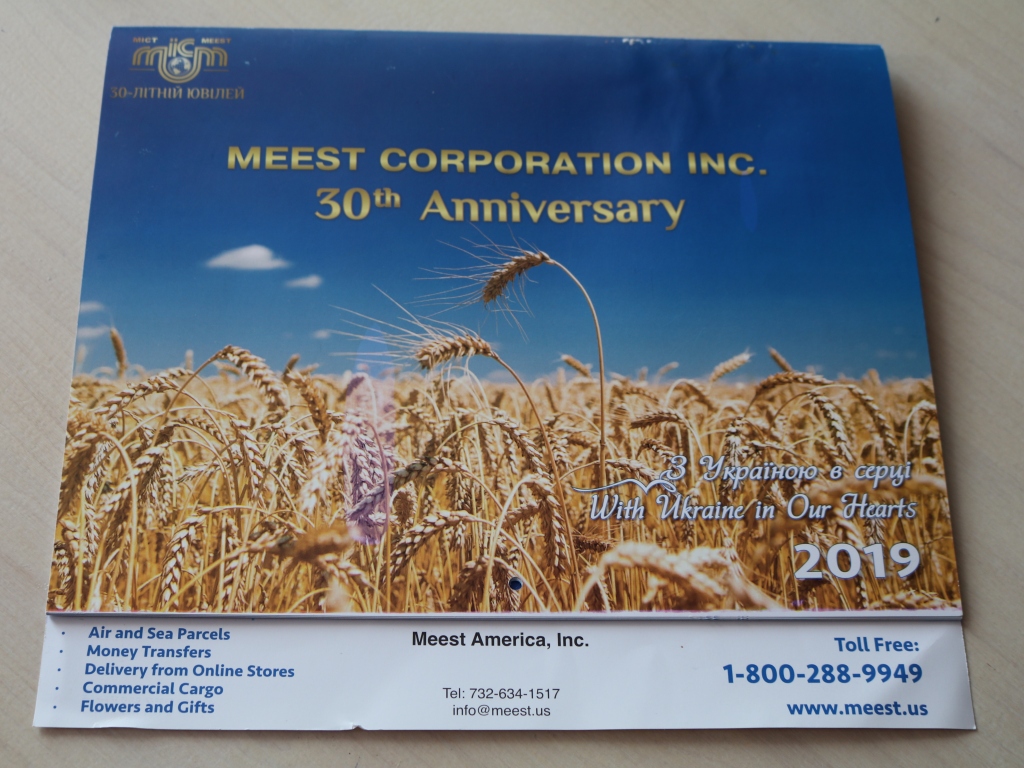 МІСТ MEEST
міст
30-ЛІТНІЙ ЮВІЛЕЙ
MEEST CORPORATION INC.
30th Anniversary
З Україною в серці
With Ukraine in Our Hearts
2019
· Air and Sea Parcels
· Money Transfers
· Delivery from Online Stores
· Commercial Cargo
· Flowers and Gifts
Meest America, Inc.
Tel: 732-634-1517
info@meest.us
Toll Free:
1-800-288-9949
www.meest.us